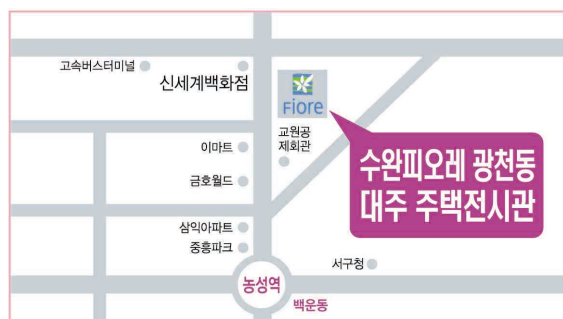 고속버스터미널
신세계백화점
Fiore
교원공
제회관
이마트
금호월드
수완피오레 광천동
대주 주택전시관
삼익아파트
중흥파크
서구청
농성역
백운동